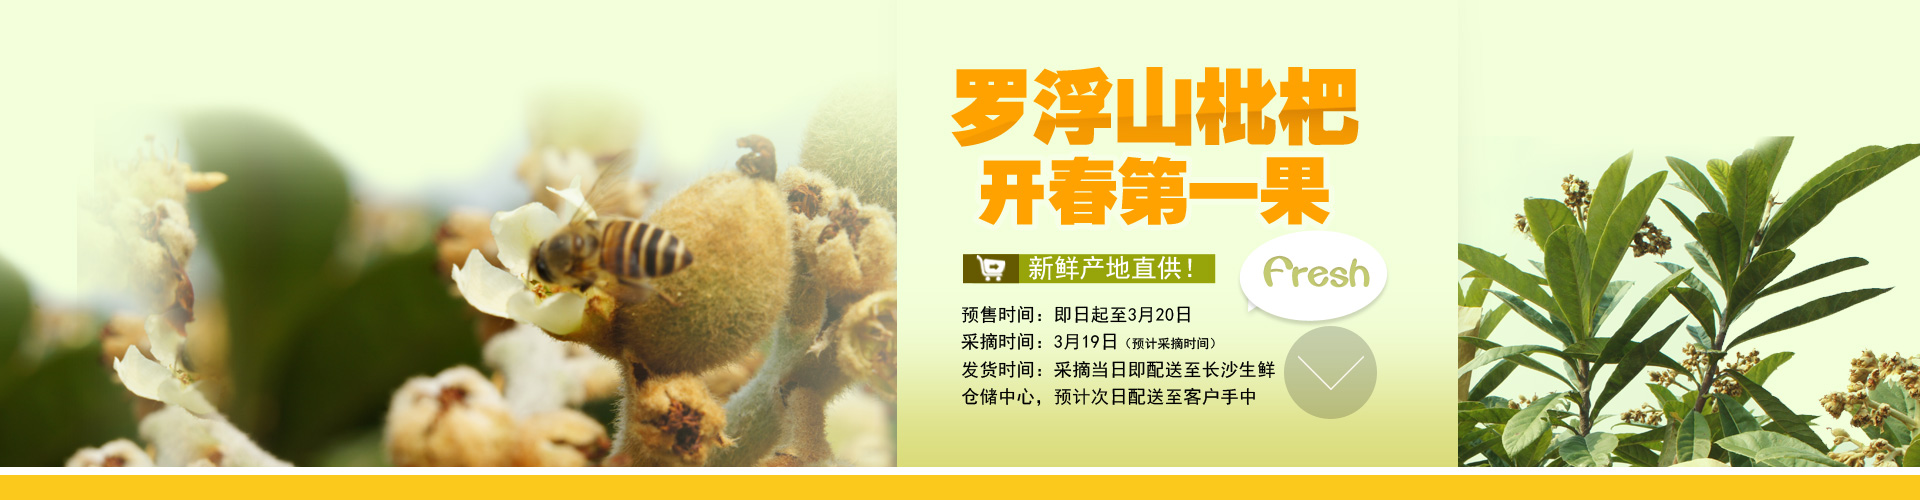 罗浮山枇杷
开春第一果
新鲜产地直供！
Fresh
预售时间：即日起至3月20日
采摘时间：3月19日（预计采摘时间）
发货时间：采摘当日即配送至长沙生鲜
仓储中心，预计次日配送至客户手中